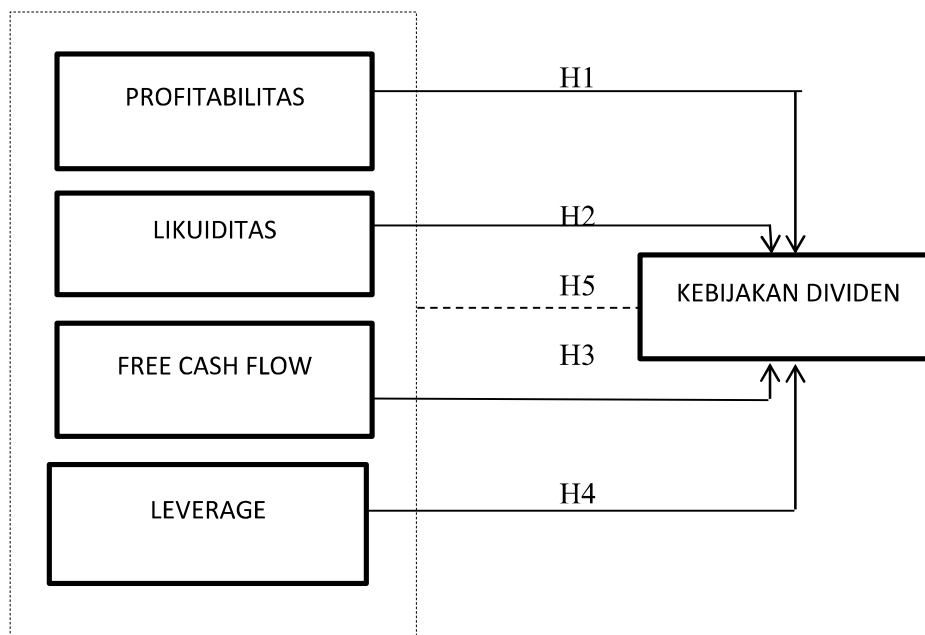 PROFITABILITAS
H1
LIKUIDITAS
H2
H5
KEBIJAKAN DIVIDEN
FREE CASH FLOW
H3
LEVERAGE
H4